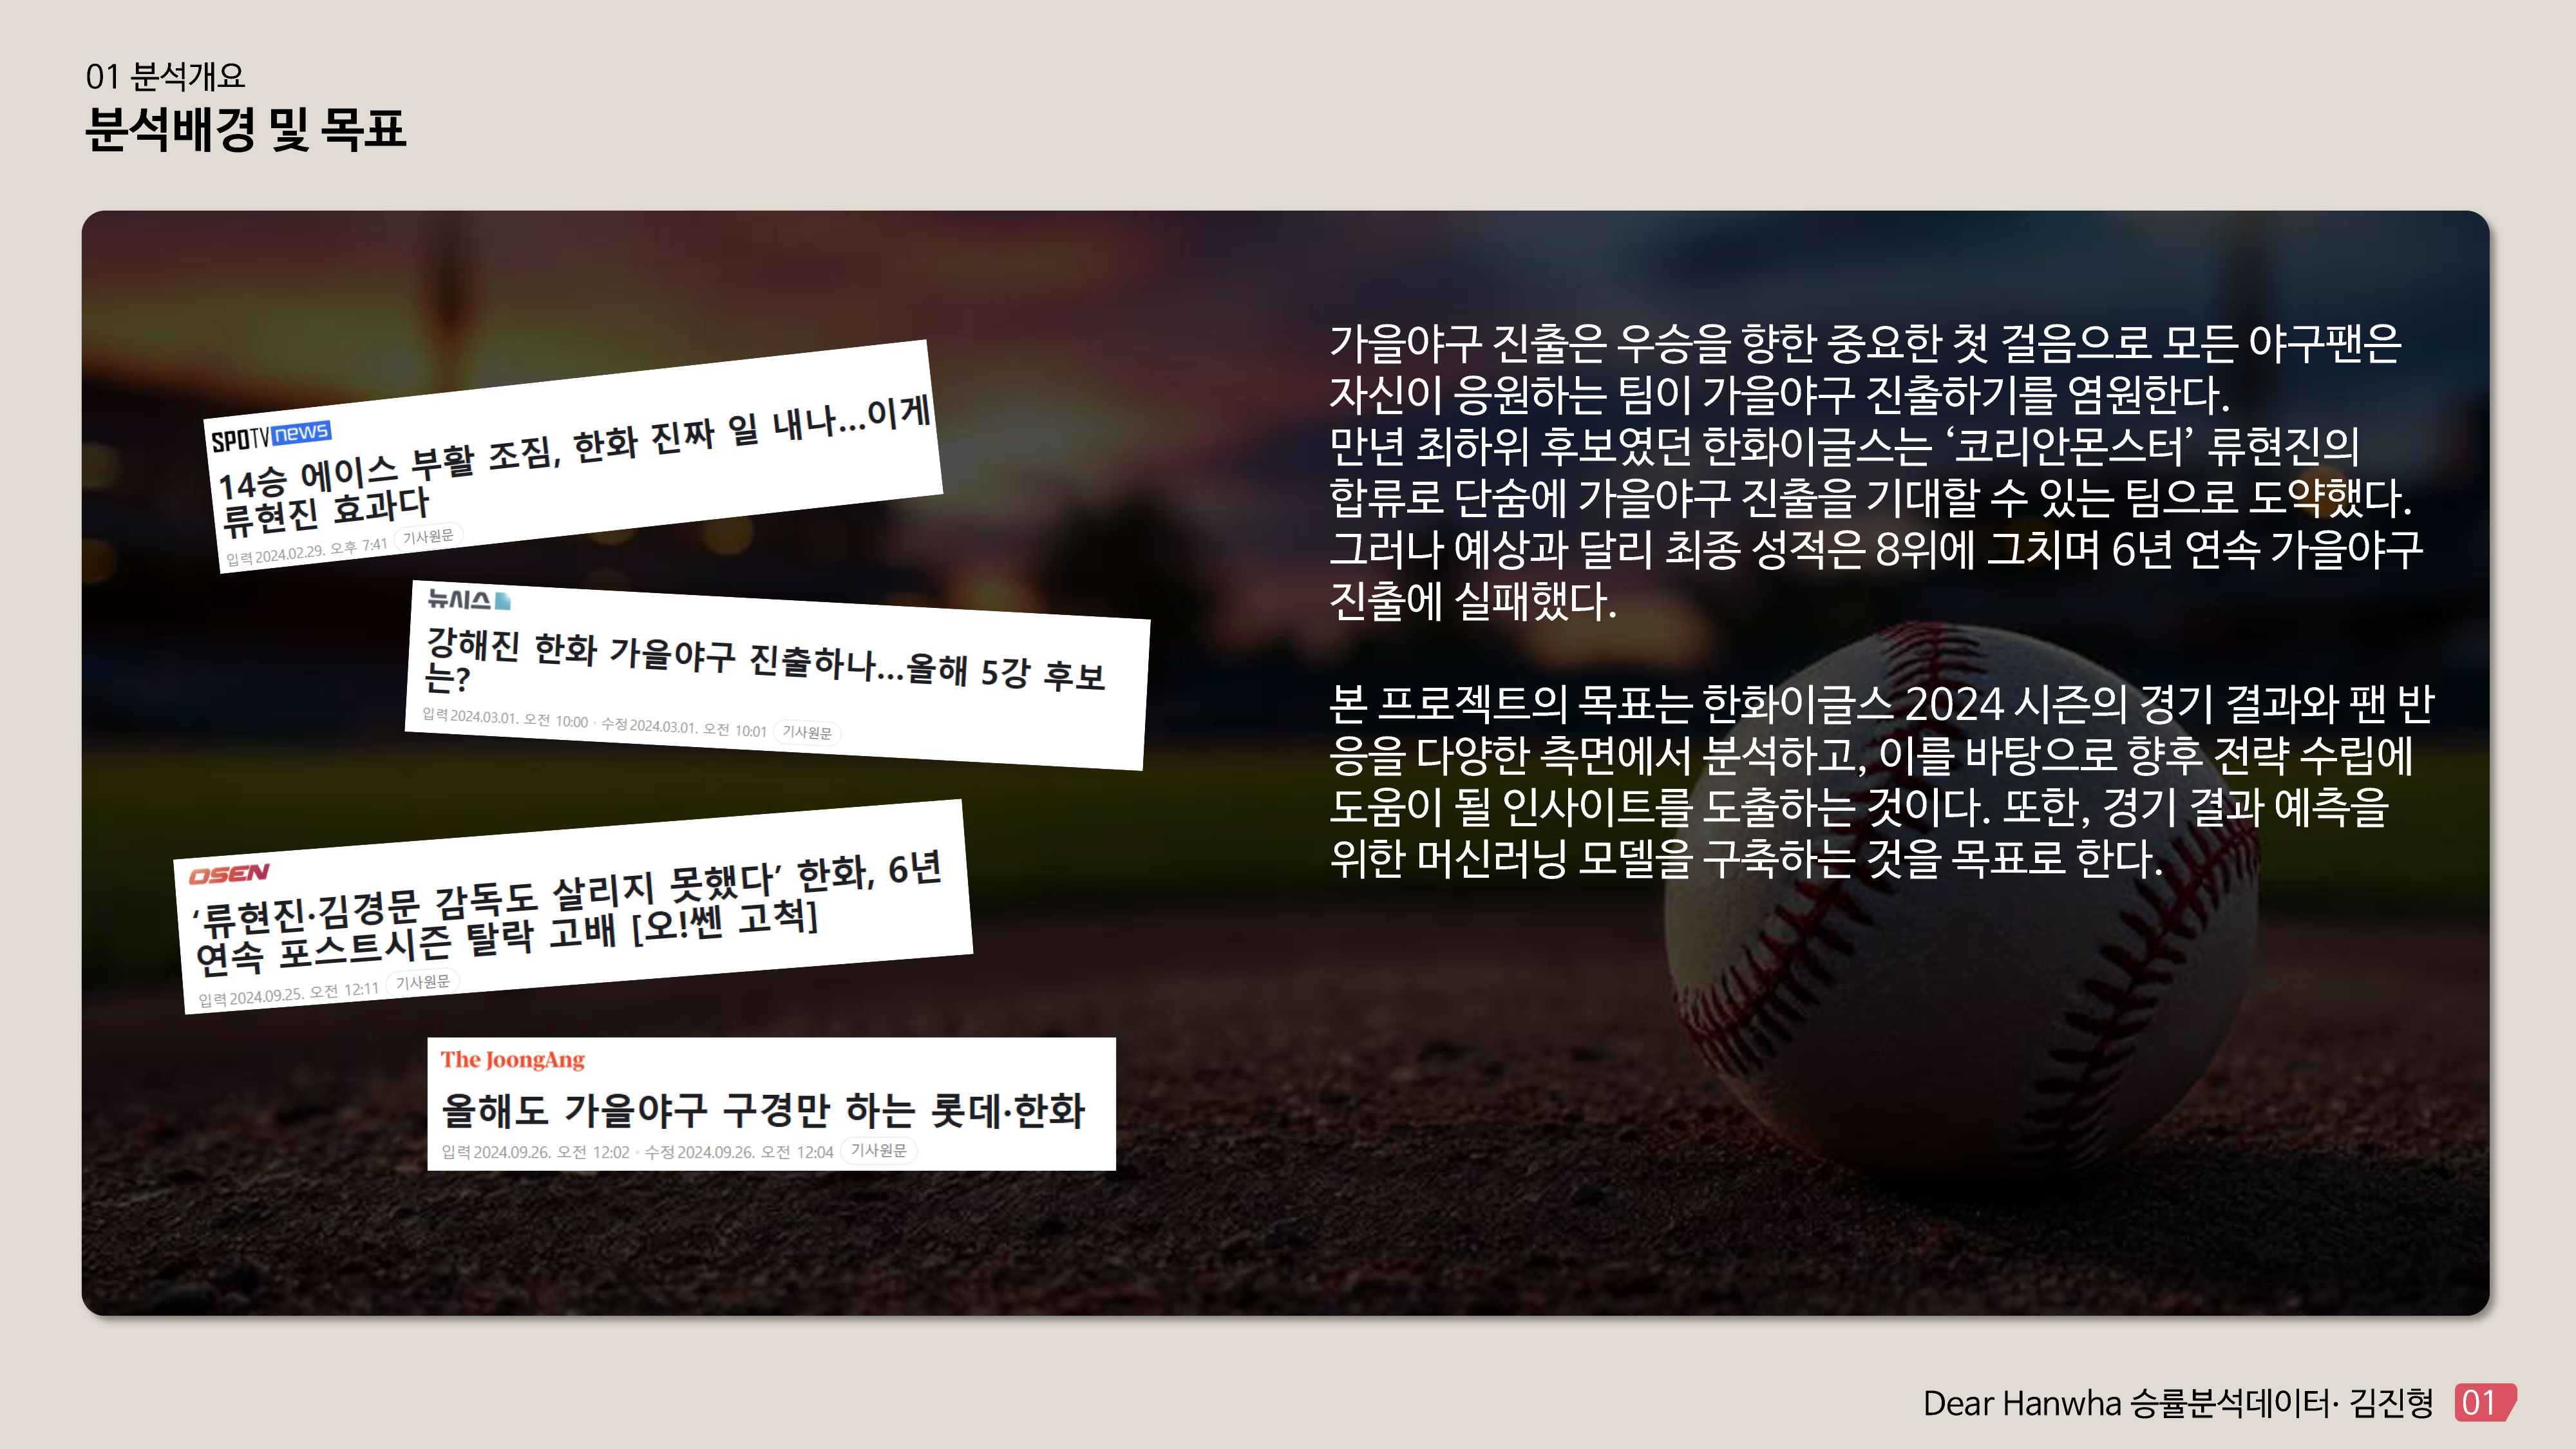 01 분석개요
분석배경 및 목표
SPOTV news
14승 에이스 부활 조짐, 한화 진짜 일 내나...이게
류현진 효과다
입력 2024.02.29. 오후 7:41 기사원문
뉴시스
강해진 한화 가을야구 진출하나...올해 5강 후보
는?
입력 2024.03.01. 오전 10:00 · 수정 2024.03.01. 오전 10:01 기사원문
OSEN
‘류현진·김경문 감독도 살리지 못했다’ 한화, 6년
연속 포스트시즌 탈락 고배 [오!쎈 고척]
입력 2024.09.25. 오전 12:11 기사원문
The JoongAng
올해도 가을야구 구경만 하는 롯데·한화
입력 2024.09.26. 오전 12:02 · 수정 2024.09.26. 오전 12:04 기사원문
가을야구 진출은 우승을 향한 중요한 첫 걸음으로 모든 야구팬은
자신이 응원하는 팀이 가을야구 진출하기를 염원한다.
만년 최하위 후보였던 한화이글스는 ‘코리안몬스터’ 류현진의
합류로 단숨에 가을야구 진출을 기대할 수 있는 팀으로 도약했다.
그러나 예상과 달리 최종 성적은 8위에 그치며 6년 연속 가을야구
진출에 실패했다.
본 프로젝트의 목표는 한화이글스 2024 시즌의 경기 결과와 팬 반
응을 다양한 측면에서 분석하고, 이를 바탕으로 향후 전략 수립에
도움이 될 인사이트를 도출하는 것이다. 또한, 경기 결과 예측을
위한 머신러닝 모델을 구축하는 것을 목표로 한다.
Dear Hanwha 승률분석데이터· 김진형 01